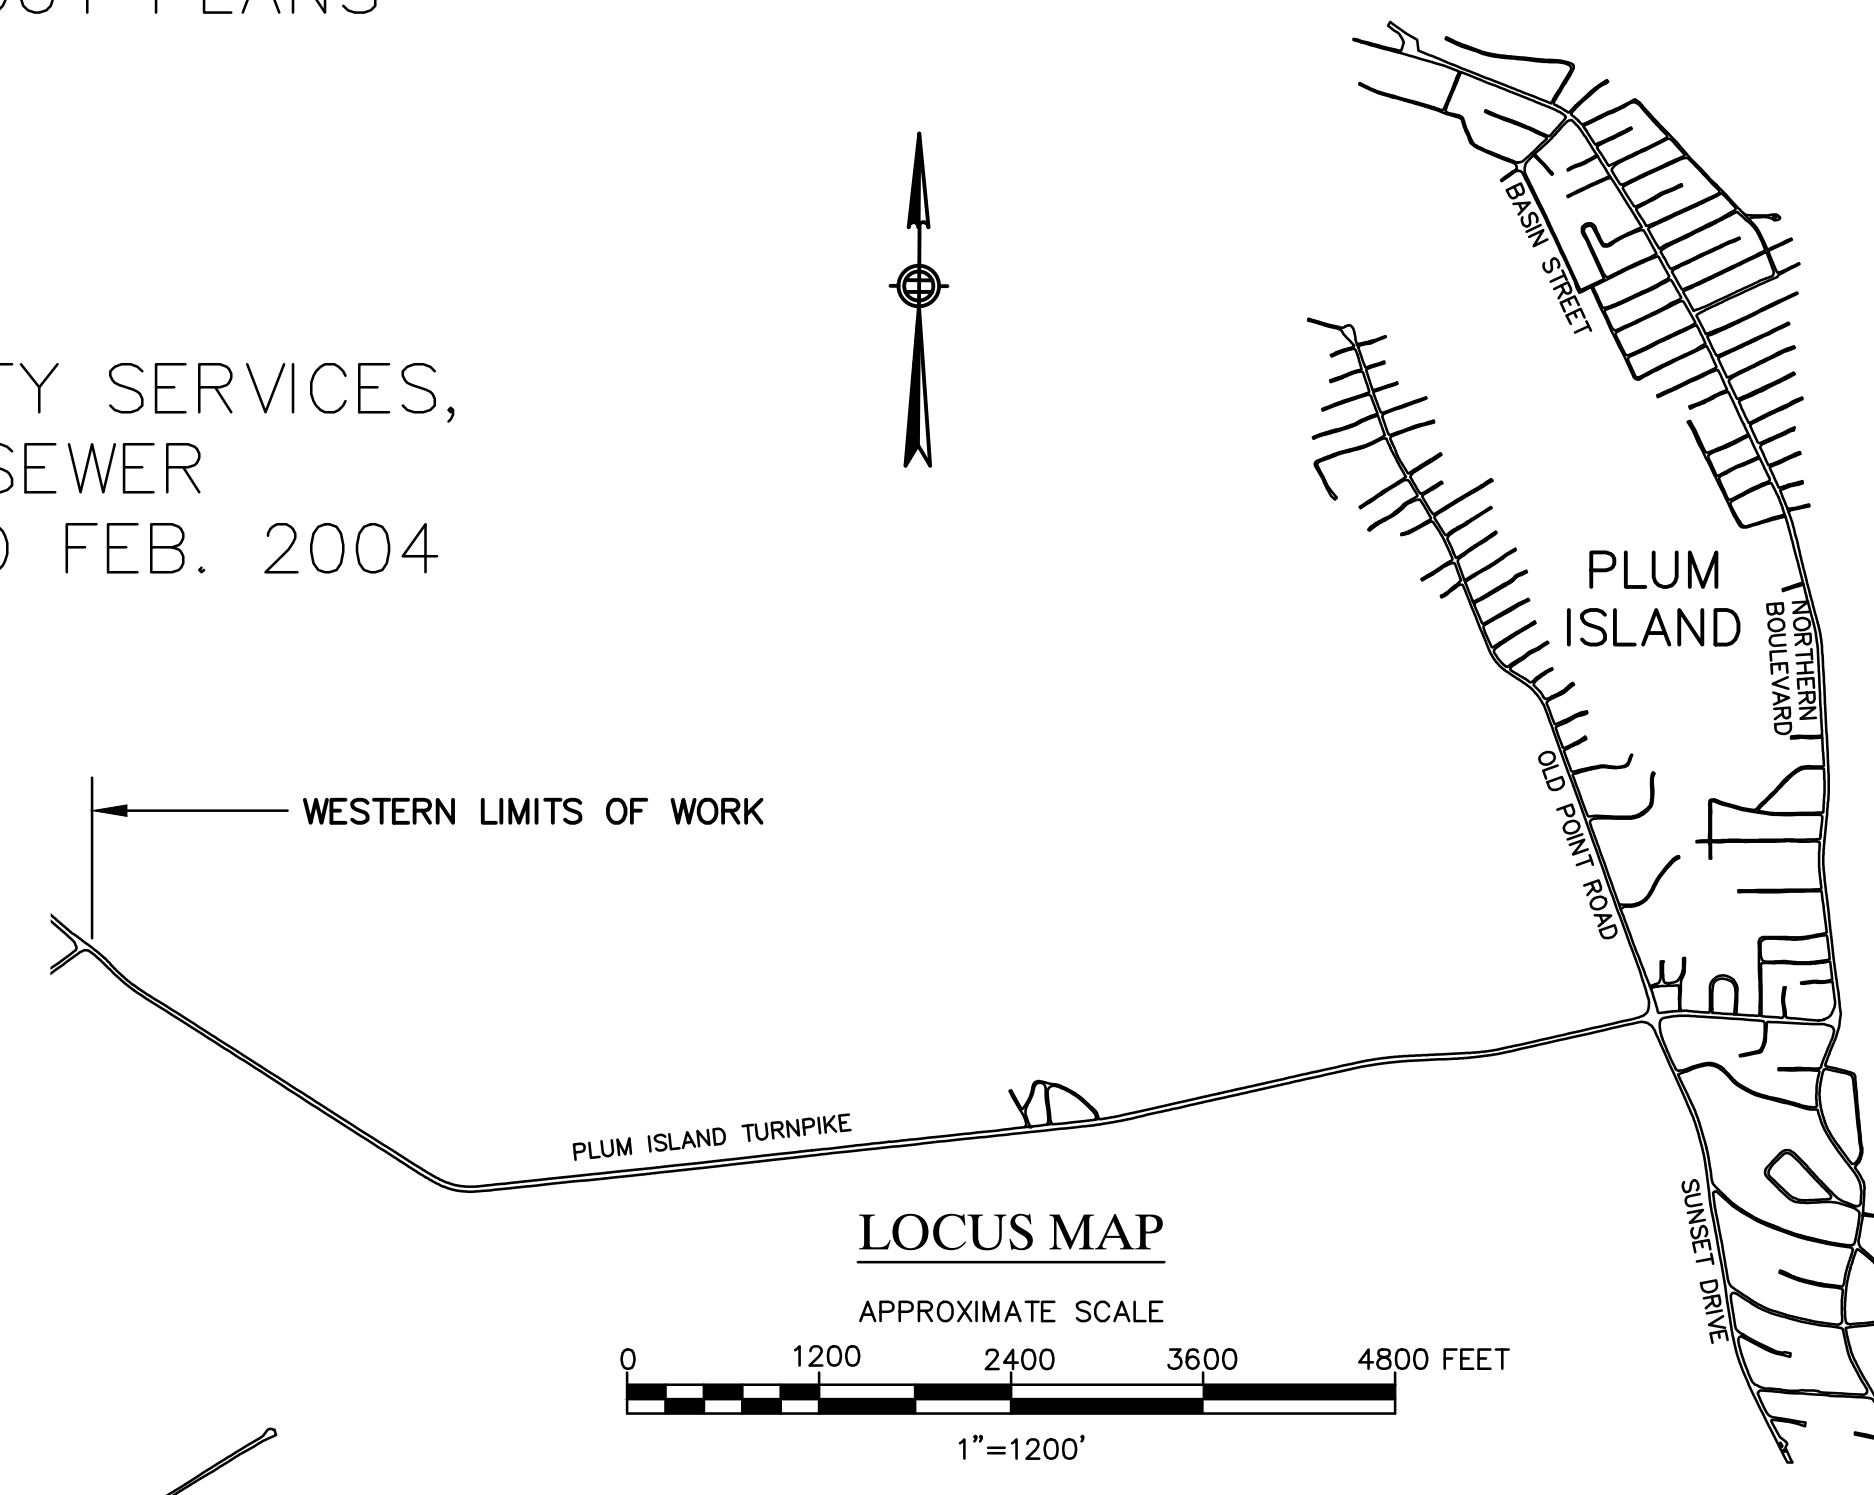 PLANS
SERVICES,
SEWER
FEB. 2004
BASIN STREET
PLUM
ISLAND
NORTHERN
BOULEVARD
OLD POINT ROAD
WESTERN LIMITS OF WORK
PLUM ISLAND TURNPIKE
SUNSET DRIVE
LOCUS MAP
APPROXIMATE SCALE
0 1200 2400 3600 4800 FEET
1"=1200'